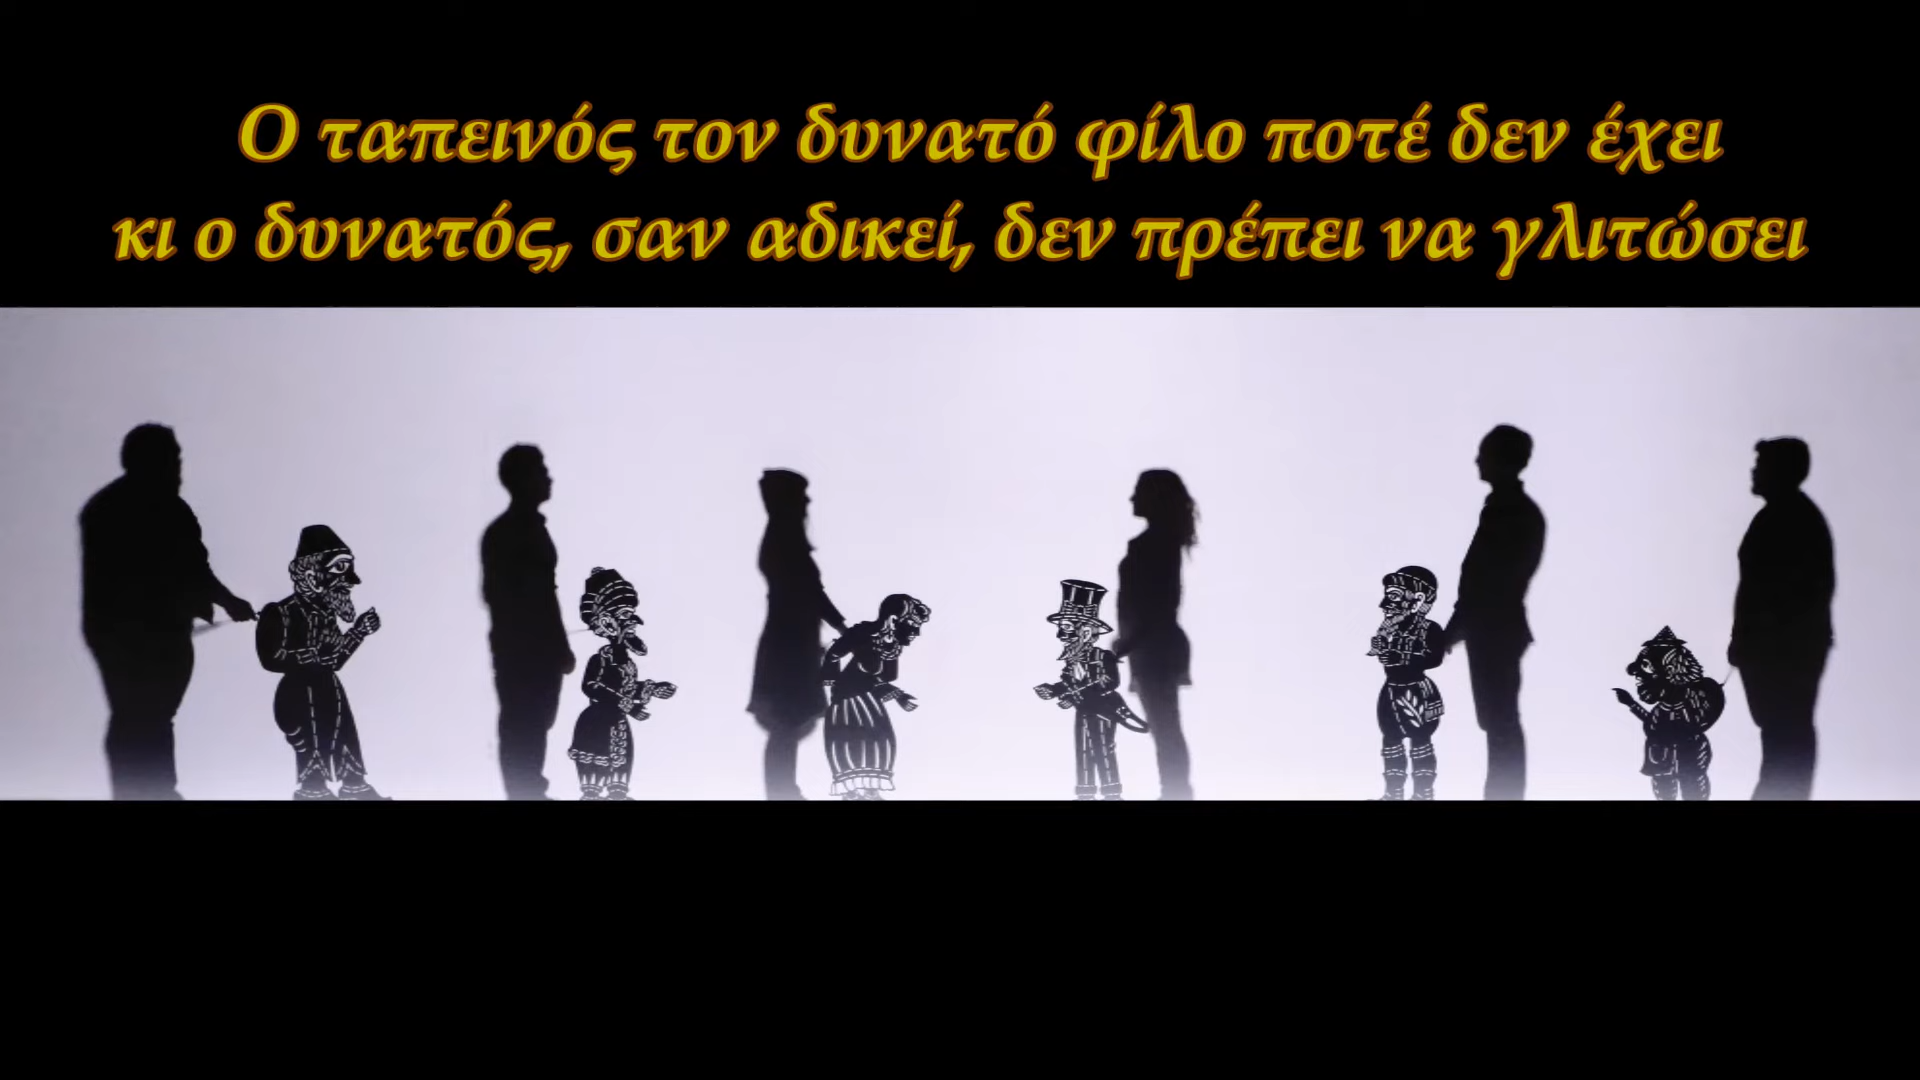 Ο ταπεινός τον δυνατό φίλο ποτέ δεν έχει
κι ο δυνατός, σαν αδικεί, δεν πρέπει να γλιτώσει